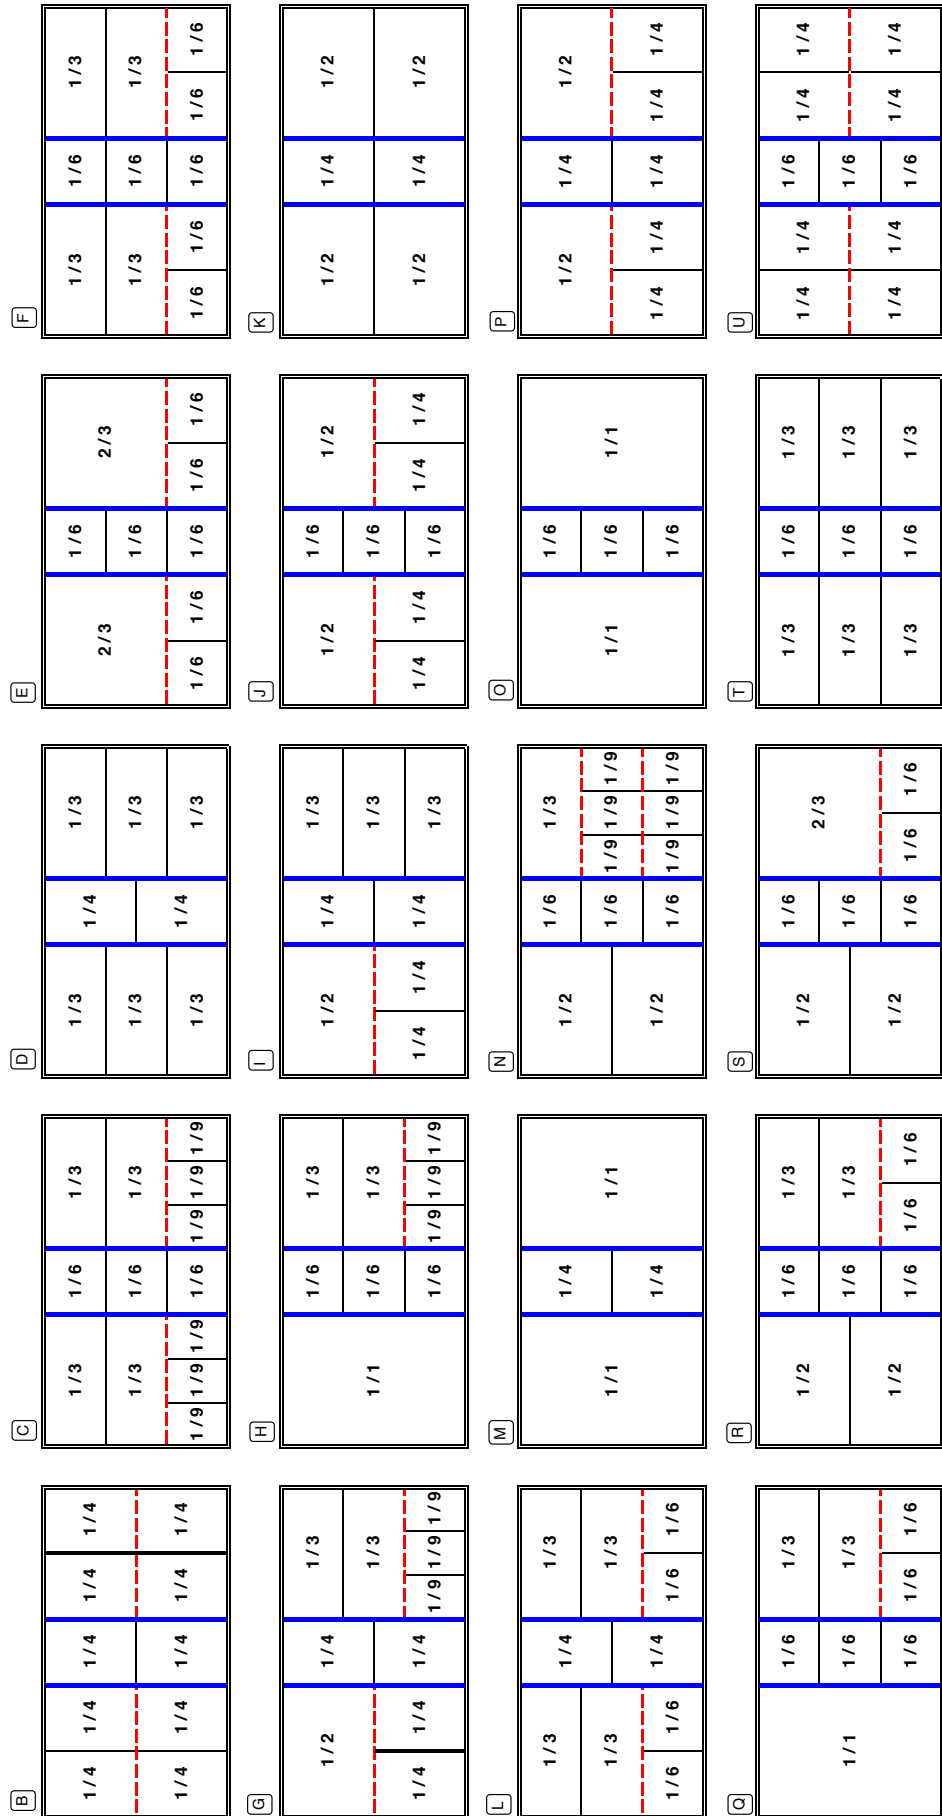 B
1/4 1/4 1/4 1/4 1/4
1/4 1/4 1/4 1/4 1/4
C
1/3 1/6 1/3
1/3 1/6 1/3
1/9 1/9 1/9 1/6 1/9 1/9 1/9
D
1/3 1/4 1/3
1/3 1/3
1/3 1/4 1/3
E
2/3 1/6 2/3
1/6
1/6 1/6 1/6 1/6 1/6
F
1/3 1/6 1/3
1/3 1/6 1/3
1/6 1/6 1/6 1/6 1/6
G
1/2 1/4 1/3
1/3
1/4 1/4 1/4 1/9 1/9 1/9
H
1/6 1/3
1/1 1/6 1/3
1/6 1/9 1/9 1/9
I
1/2 1/4 1/3
1/3
1/4 1/4 1/4 1/3
J
1/2 1/6 1/2
1/6
1/4 1/4 1/6 1/4 1/4
K
1/2 1/4 1/2
1/2 1/4 1/2
L
1/3 1/4 1/3
1/3 1/3
1/6 1/6 1/4 1/6 1/6
M
1/4
1/1 1/1
1/4
N
1/2 1/6 1/3
1/6 1/9 1/9 1/9
1/2 1/6 1/9 1/9 1/9
O
1/6
1/1 1/6 1/1
1/6
P
1/2 1/4 1/2
1/4 1/4 1/4 1/4 1/4
Q
1/6 1/3
1/1 1/6 1/3
1/6 1/6 1/6
R
1/2 1/6 1/3
1/6 1/3
1/2 1/6 1/6 1/6
S
1/2 1/6 2/3
1/6
1/2 1/6 1/6 1/6
T
1/3 1/6 1/3
1/3 1/6 1/3
1/3 1/6 1/3
U
1/4 1/4 1/6 1/4 1/4
1/6
1/4 1/4 1/6 1/4 1/4